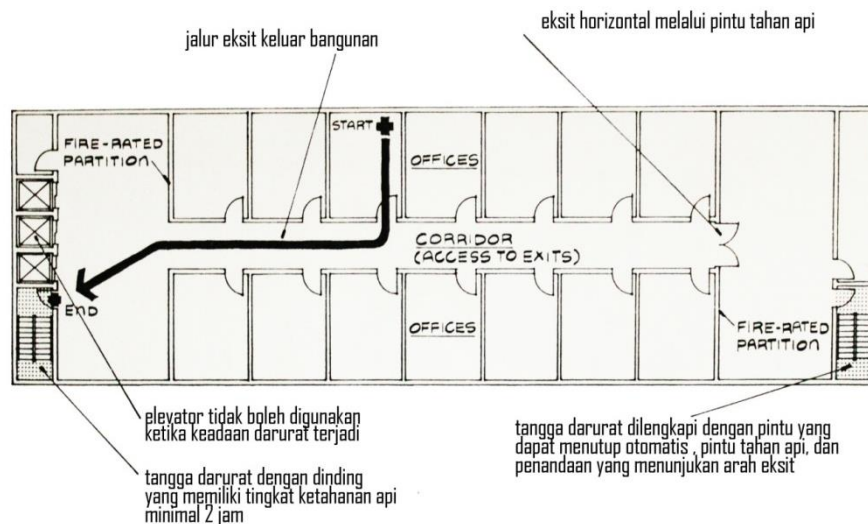 jalur eksit keluar bangunan
eksit horizontal melalui pintu tahan api
START
FIRE-RATED
PARTITION
OFFICES
CORRIDOR
(ACCESS TO EXITS)
END
OFFICES
FIRE-RATED
PARTITION
elevator tidak boleh digunakan
ketika keadaan darurat terjadi
tangga darurat dilengkapi dengan pintu yang
dapat menutup otomatis , pintu tahan api, dan
penandaan yang menunjukan arah eksit
tangga darurat dengan dinding
yang memiliki tingkat ketahanan api
minimal 2 jam